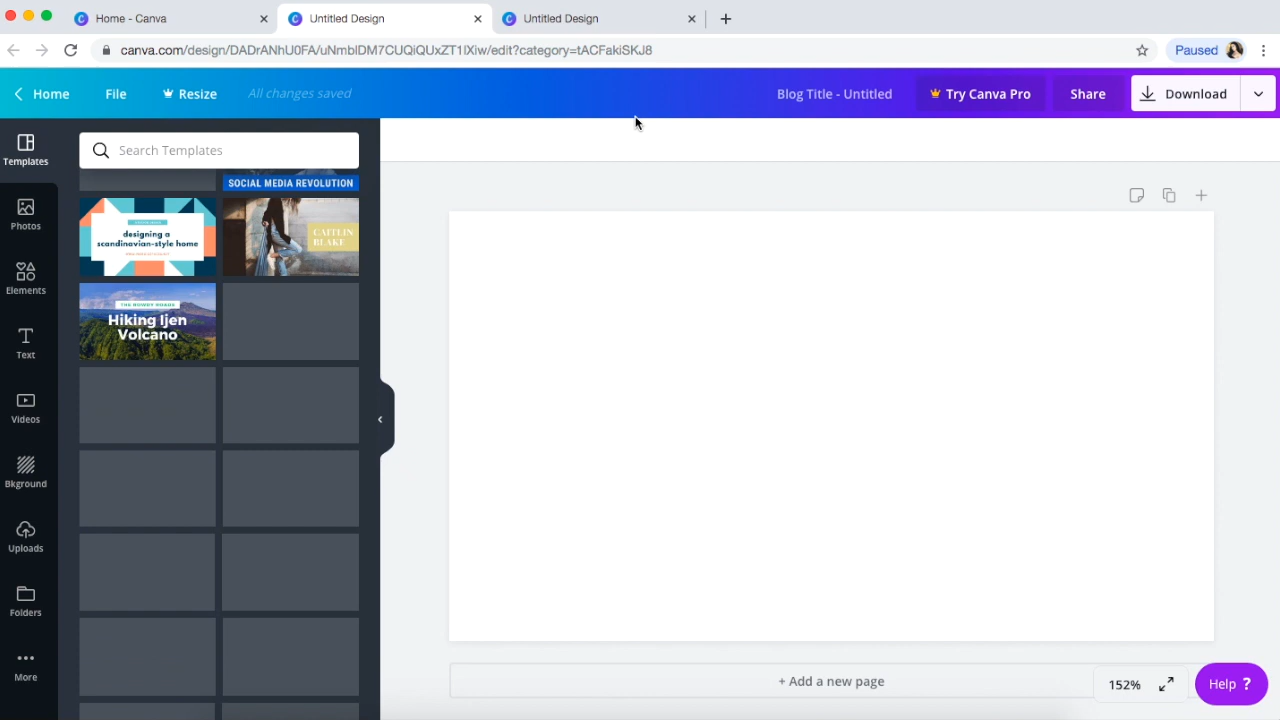 Home - Canva
Untitled Design
Untitled Design
canva.com/design/DADrANhU0FA/uNmblDM7CUQiQUxZT1lXiw/edit?category=tACFakiSKJ8
Paused
Home
File
Resize
All changes saved
Blog Title - Untitled
Try Canva Pro
Share
Download
Templates
Photos
Elements
Text
Videos
Bkground
Uploads
Folders
More
Search Templates
SOCIAL MEDIA REVOLUTION
designing a
scandinavian-style home
CAITLIN
BLAKE
Hiking Ijen
Volcano
+ Add a new page
152%
Help ?